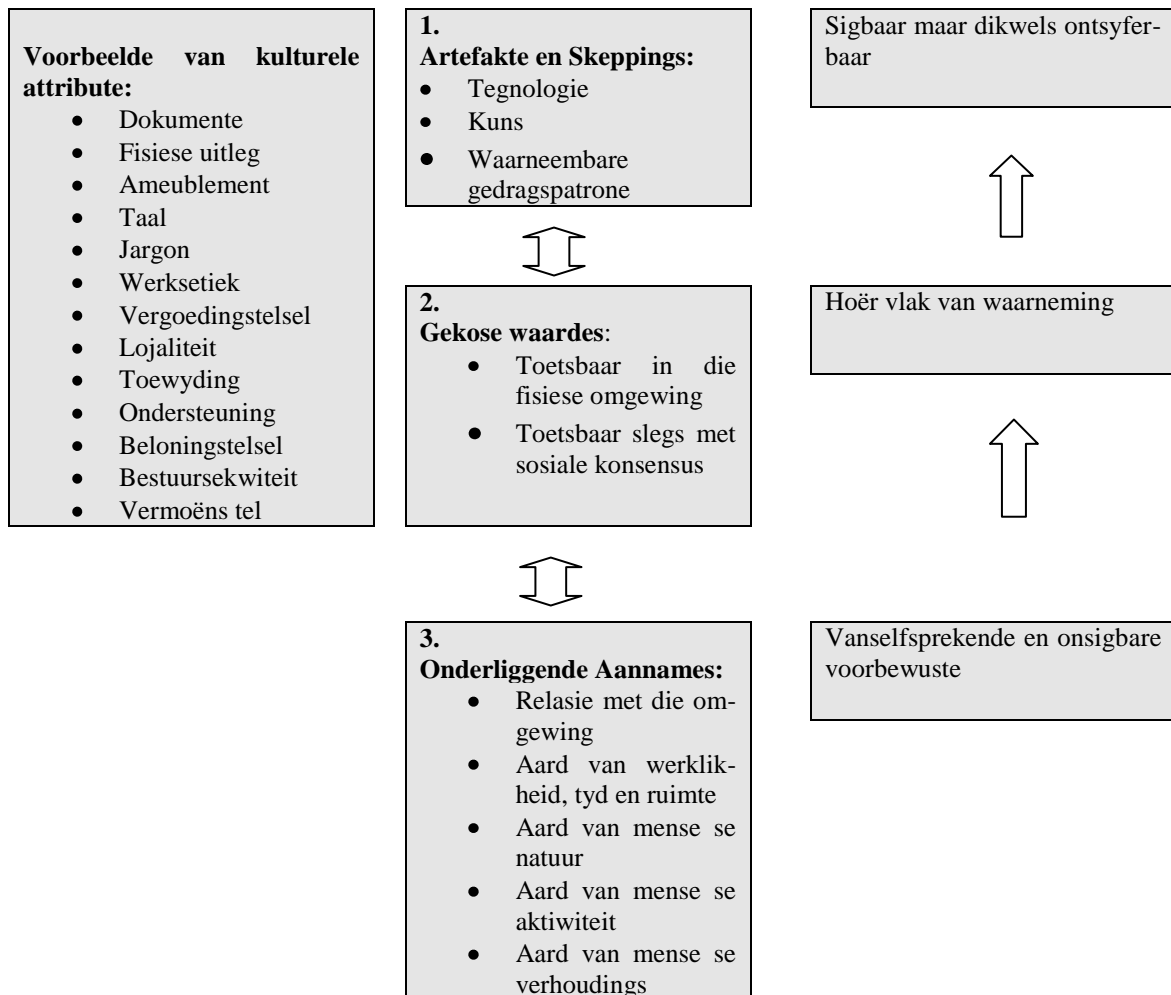 Voorbeelde van kulturele
attribute:
• Dokumente
• Fisiese uitleg
• Ameublement
• Taal
• Jargon
• Werksetiek
• Vergoedingstelsel
• Lojaliteit
• Toewyding
• Ondersteuning
• Beloningstelsel
• Bestuursekwiteit
• Vermoëns tel
1.
Artefakte en Skeppings:
• Tegnologie
• Kuns
• Waarneembare
gedragspatrone
2.
Gekose waardes:
• Toetsbaar in die
fisiese omgewing
• Toetsbaar slegs met
sosiale konsensus
3.
Onderliggende Aannames:
• Relasie met die om-
gewing
• Aard van werklik-
heid, tyd en ruimte
• Aard van mense se
natuur
• Aard van mense se
aktiwiteit
• Aard van mense se
verhoudings
Sigbaar maar dikwels ontsyfer-
baar
Hoër vlak van waarneming
Vanselfsprekende en onsigbare
voorbewuste